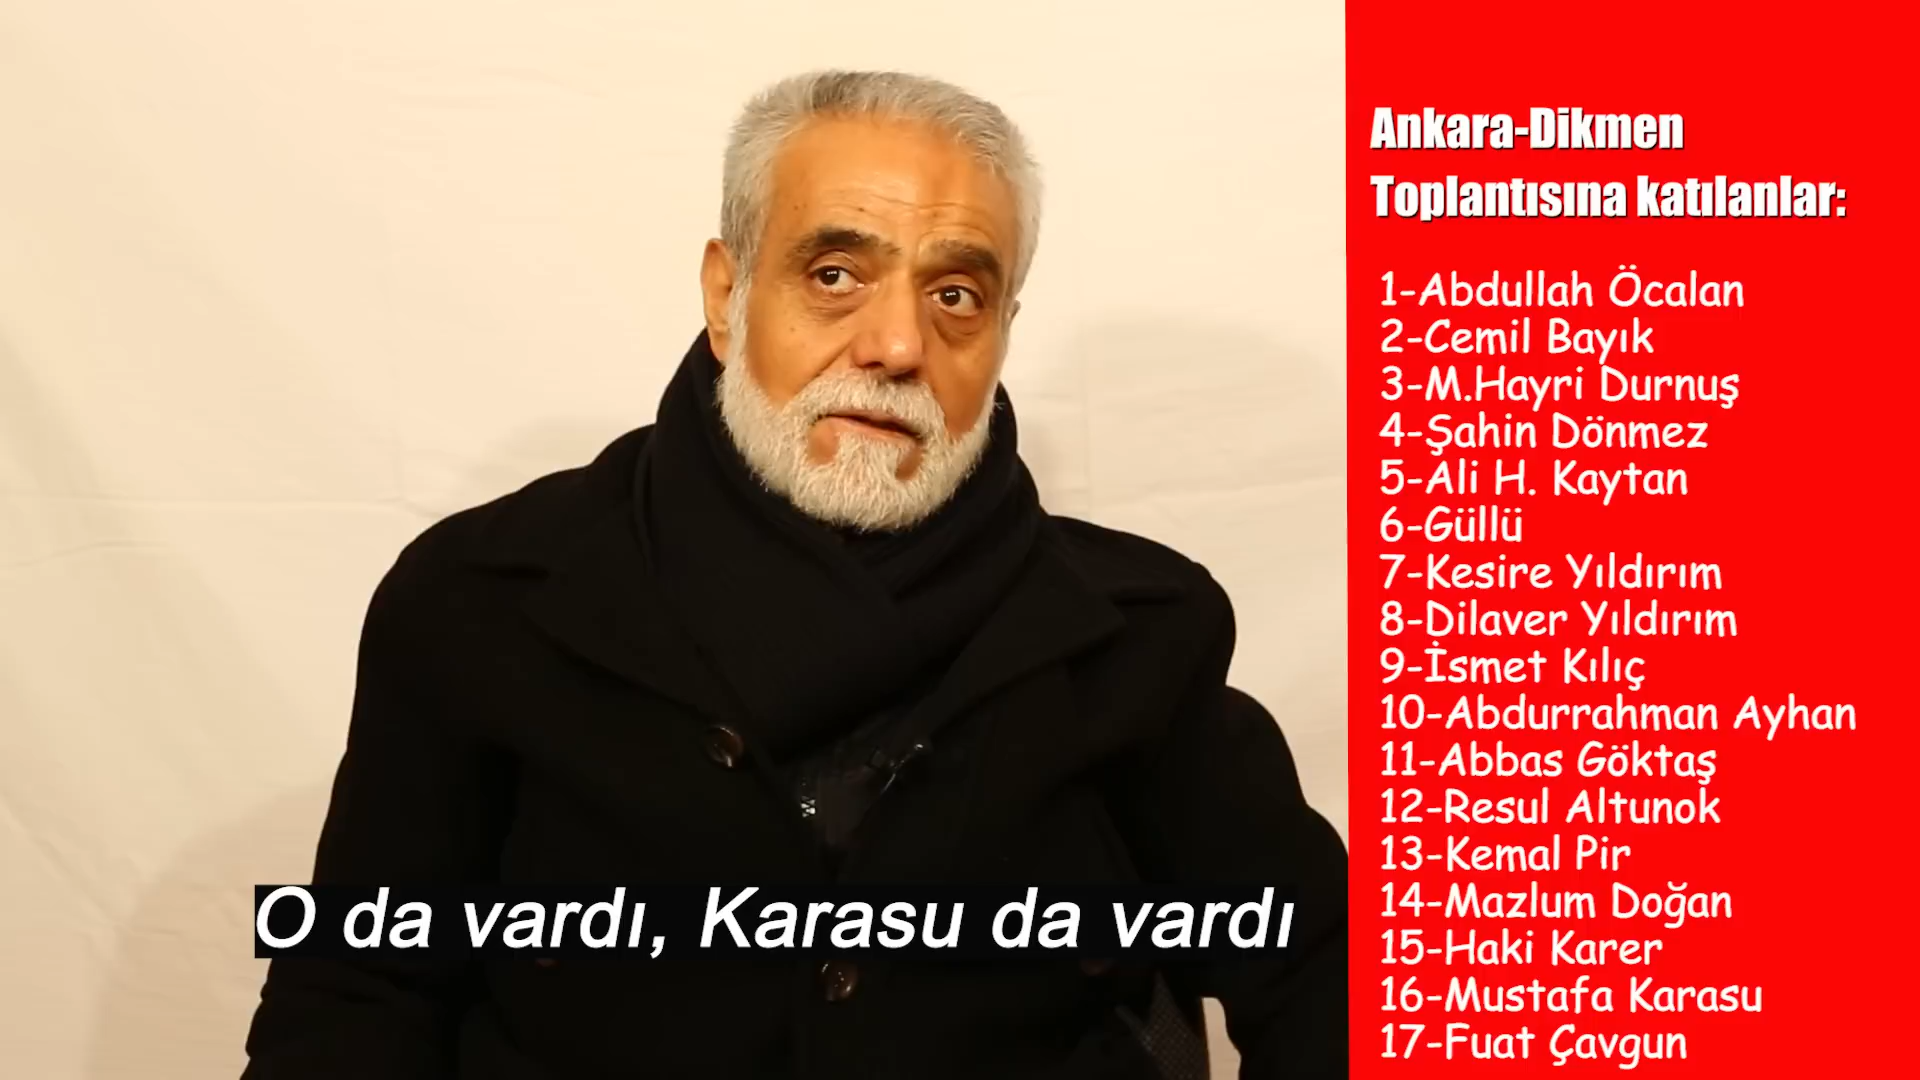 Ankara-Dikmen
Toplantısına katılanlar:
1-Abdullah Öcalan
2-Cemil Bayık
3-M.Hayri Durnuş
4-Şahin Dönmez
5-Ali H. Kaytan
6-Güllü
7-Kesire Yıldırım
8-Dilaver Yıldırım
9-İsmet Kılıç
10-Abdurrahman Ayhan
11-Abbas Göktaş
12-Resul Altunok
13-Kemal Pir
14-Mazlum Doğan
15-Haki Karer
16-Mustafa Karasu
17-Fuat Çavgun
O da vardı, Karasu da vardı